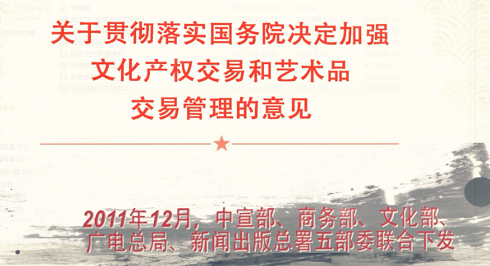 关于贯彻落实国务院决定加强
文化产权交易和艺术品
交易管理的意见
2011年12月，中宣部、商务部、文化部、
广电总局、新闻出版总署五部委联合下发